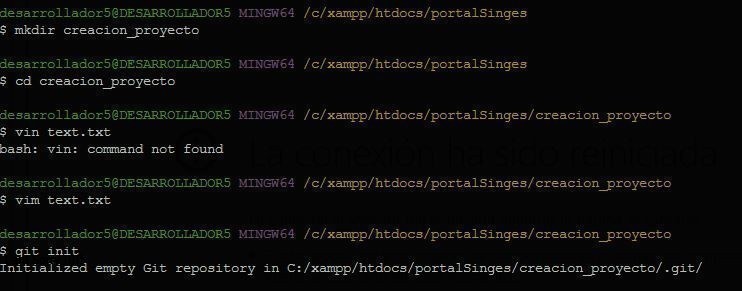 desarrollador5@DESARROLLADOR5 MINGW64 /c/xampp/htdocs/portalSinges
$ mkdir creacion_proyecto
desarrollador5@DESARROLLADOR5 MINGW64 /c/xampp/htdocs/portalSinges
$ cd creacion_proyecto
desarrollador5@DESARROLLADOR5 MINGW64 /c/xampp/htdocs/portalSinges/creacion_proyecto
$ vin text.txt
bash: vin: command not found
La conexión ha sido reiniciada
desarrollador5@DESARROLLADOR5 MINGW64 /c/xampp/htdocs/portalSinges/creacion_proyecto
$ vim text.txt
desarrollador5@DESARROLLADOR5 MINGW64 /c/xampp/htdocs/portalSinges/creacion_proyecto
$ git init
Initialized empty Git repository in C:/xampp/htdocs/portalSinges/creacion_proyecto/.git/